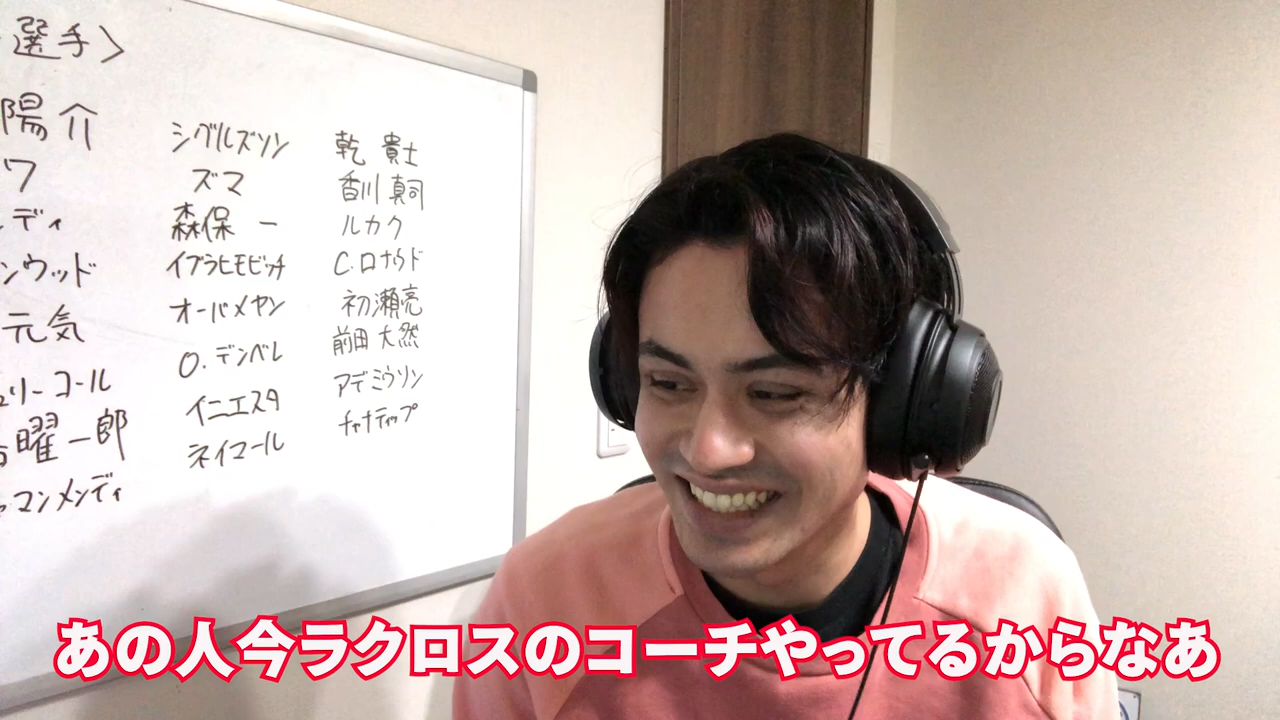 選手>
陽介
ワ
ディ
ンウッド
元気
ュリーコール
曜一郎
マンメンディ
シグルズソン
ズマ
森保 一
イブラヒモビッチ
オーバメヤン
O.デンベレ
イニエスタ
ネイマール
乾 貴士
香川 真司
ルカク
C.ロナウド
初瀬亮
前田 大然
アデミウソン
チャナティップ
あの人今ラクロスのコーチやってるからなあ